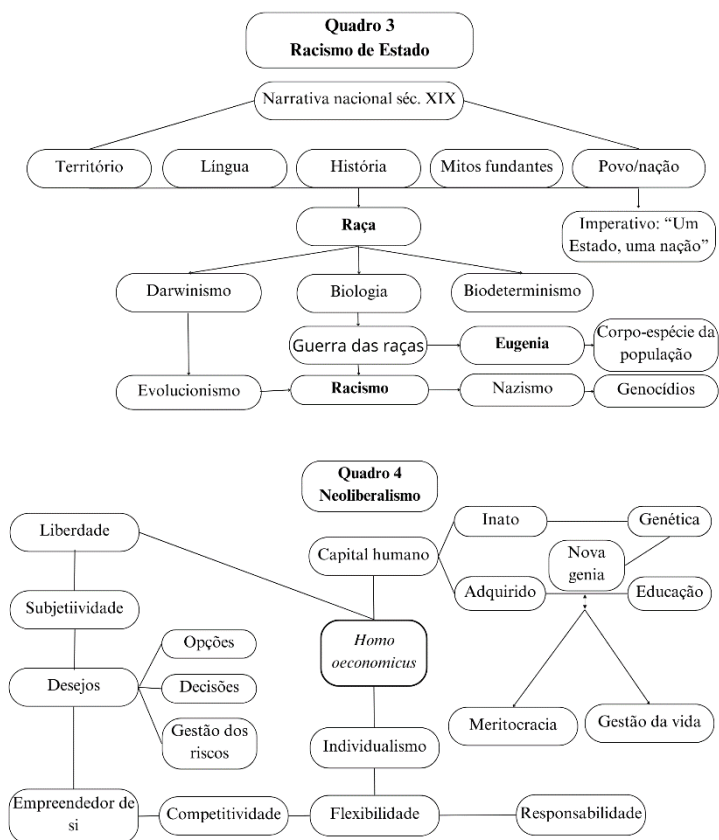 Quadro 3
Racismo de Estado
Narrativa nacional séc. XIX
Território
Língua
História
Mitos fundantes
Povo/nação
Raça
Imperativo: “Um
Estado, uma nação”
Darwinismo
Biologia
Biodeterminismo
Guerra das raças
Eugenia
Corpo-espécie da
população
Evolucionismo
Racismo
Nazismo
Genocídios
Quadro 4
Neoliberalismo
Liberdade
Capital humano
Inato
Genética
Nova
genia
Adquirido
Educação
Subjetiividade
Homo
oeconomicus
Opções
Desejos
Decisões
Gestão dos
riscos
Meritocracia
Gestão da vida
Individualismo
Empreendedor de
si
Competitividade
Flexibilidade
Responsabilidade